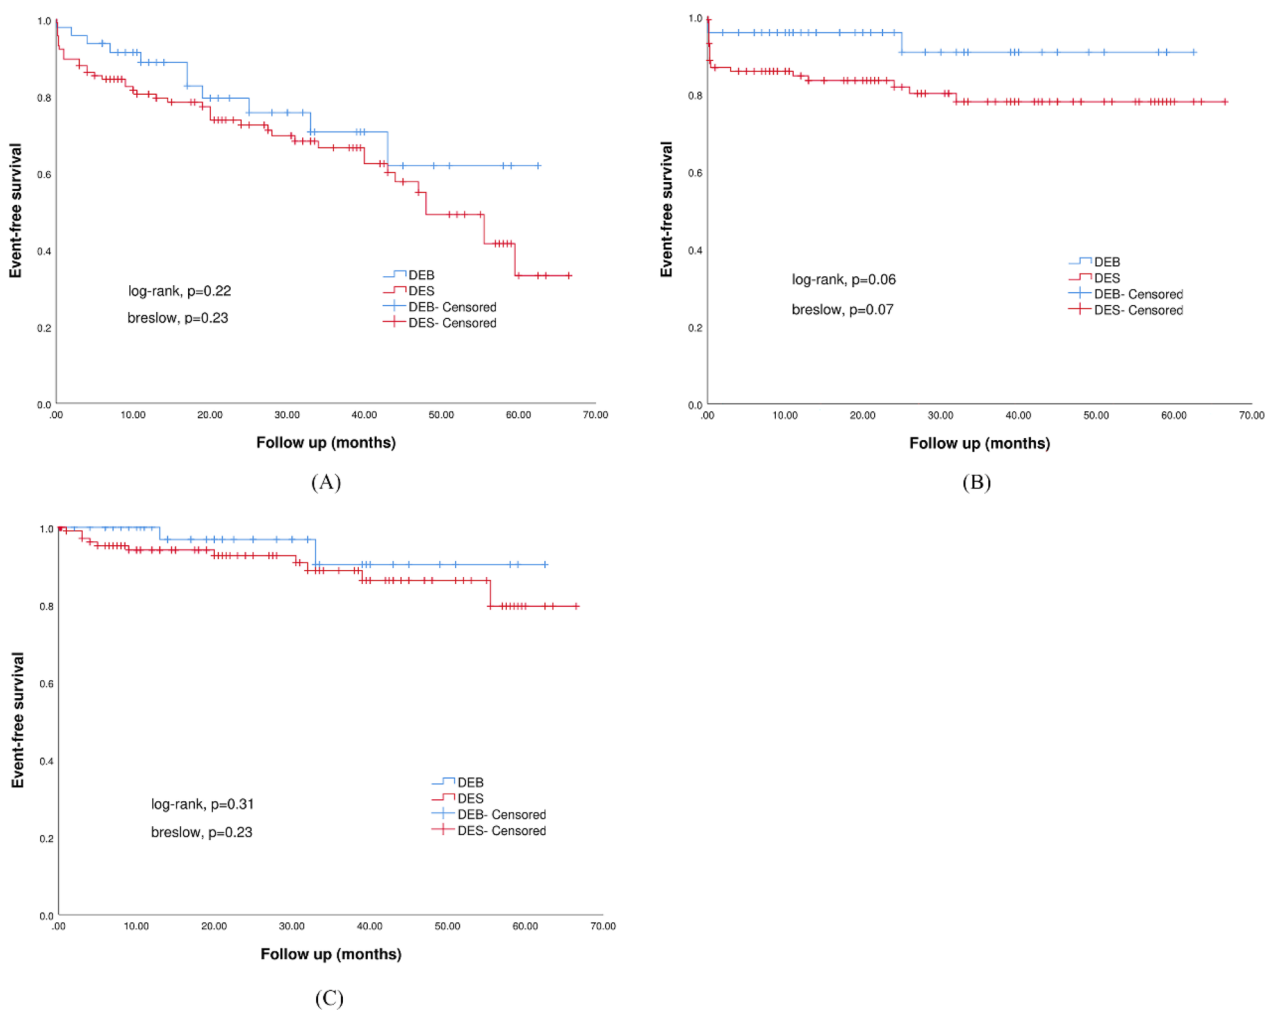 1.0
0.8
0.6
0.4
0.2
0.0
Event-free survival
log-rank, p=0.22
breslow, p=0.23
DEB
DES
DEB- Censored
DES- Censored
.00 10.00 20.00 30.00 40.00 50.00 60.00 70.00
Follow up (months)
(A)
1.0
0.8
0.6
0.4
0.2
0.0
Event-free survival
log-rank, p=0.06
breslow, p=0.07
DEB
DES
DEB- Censored
DES- Censored
.00 10.00 20.00 30.00 40.00 50.00 60.00 70.00
Follow up (months)
(B)
1.0
0.8
0.6
0.4
0.2
0.0
Event-free survival
log-rank, p=0.31
breslow, p=0.23
DEB
DES
DEB- Censored
DES- Censored
.00 10.00 20.00 30.00 40.00 50.00 60.00 70.00
Follow up (months)
(C)